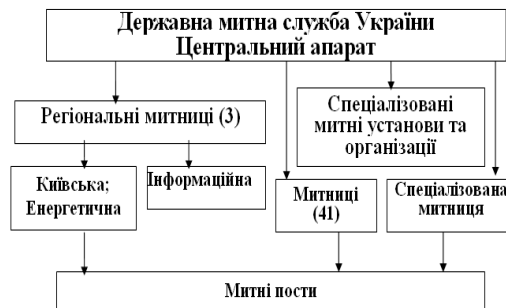 Державна митна служба України
Центральний апарат
Регіональні митниці (3)
Спеціалізовані
митні установи та
організації
Київська;
Енергетична
Інформаційна
Митниці
(41)
Спеціалізована
митниця
Митні пости